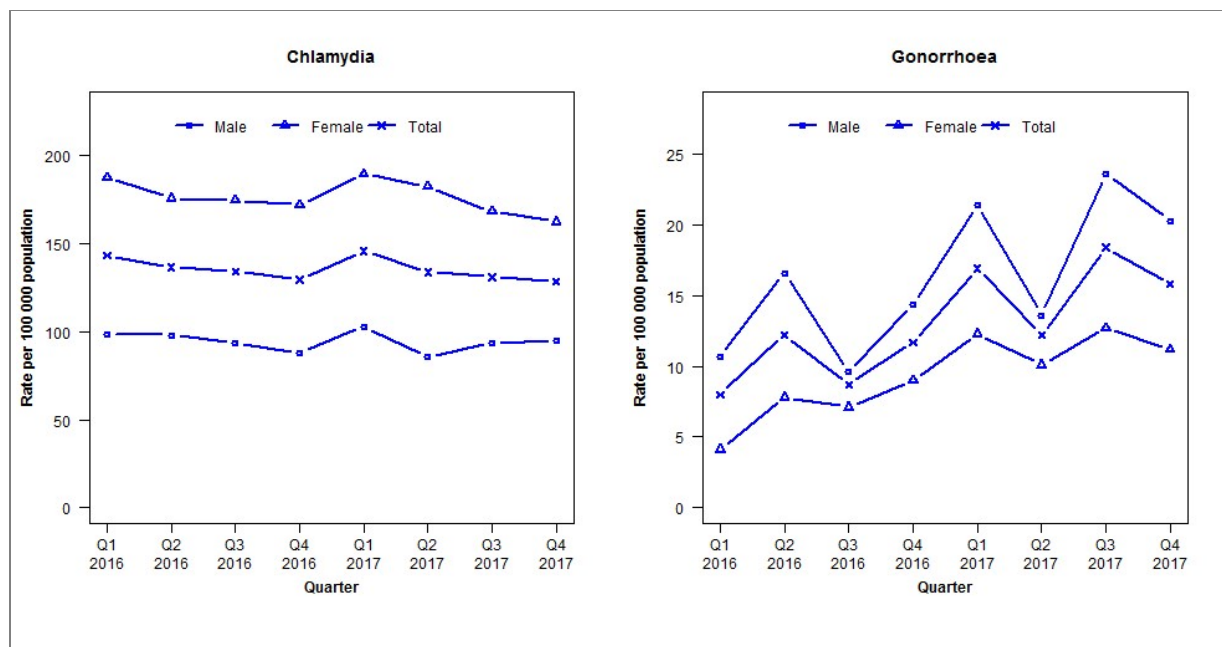 Chlamydia
Male Female Total
200
150
100
50
0
Rate per 100 000 population
Q1 Q2 Q3 Q4 Q1 Q2 Q3 Q4
2016 2016 2016 2016 2017 2017 2017 2017
Quarter
Gonorrhoea
Male Female Total
25
20
15
10
5
0
Rate per 100 000 population
Q1 Q2 Q3 Q4 Q1 Q2 Q3 Q4
2016 2016 2016 2016 2017 2017 2017 2017
Quarter